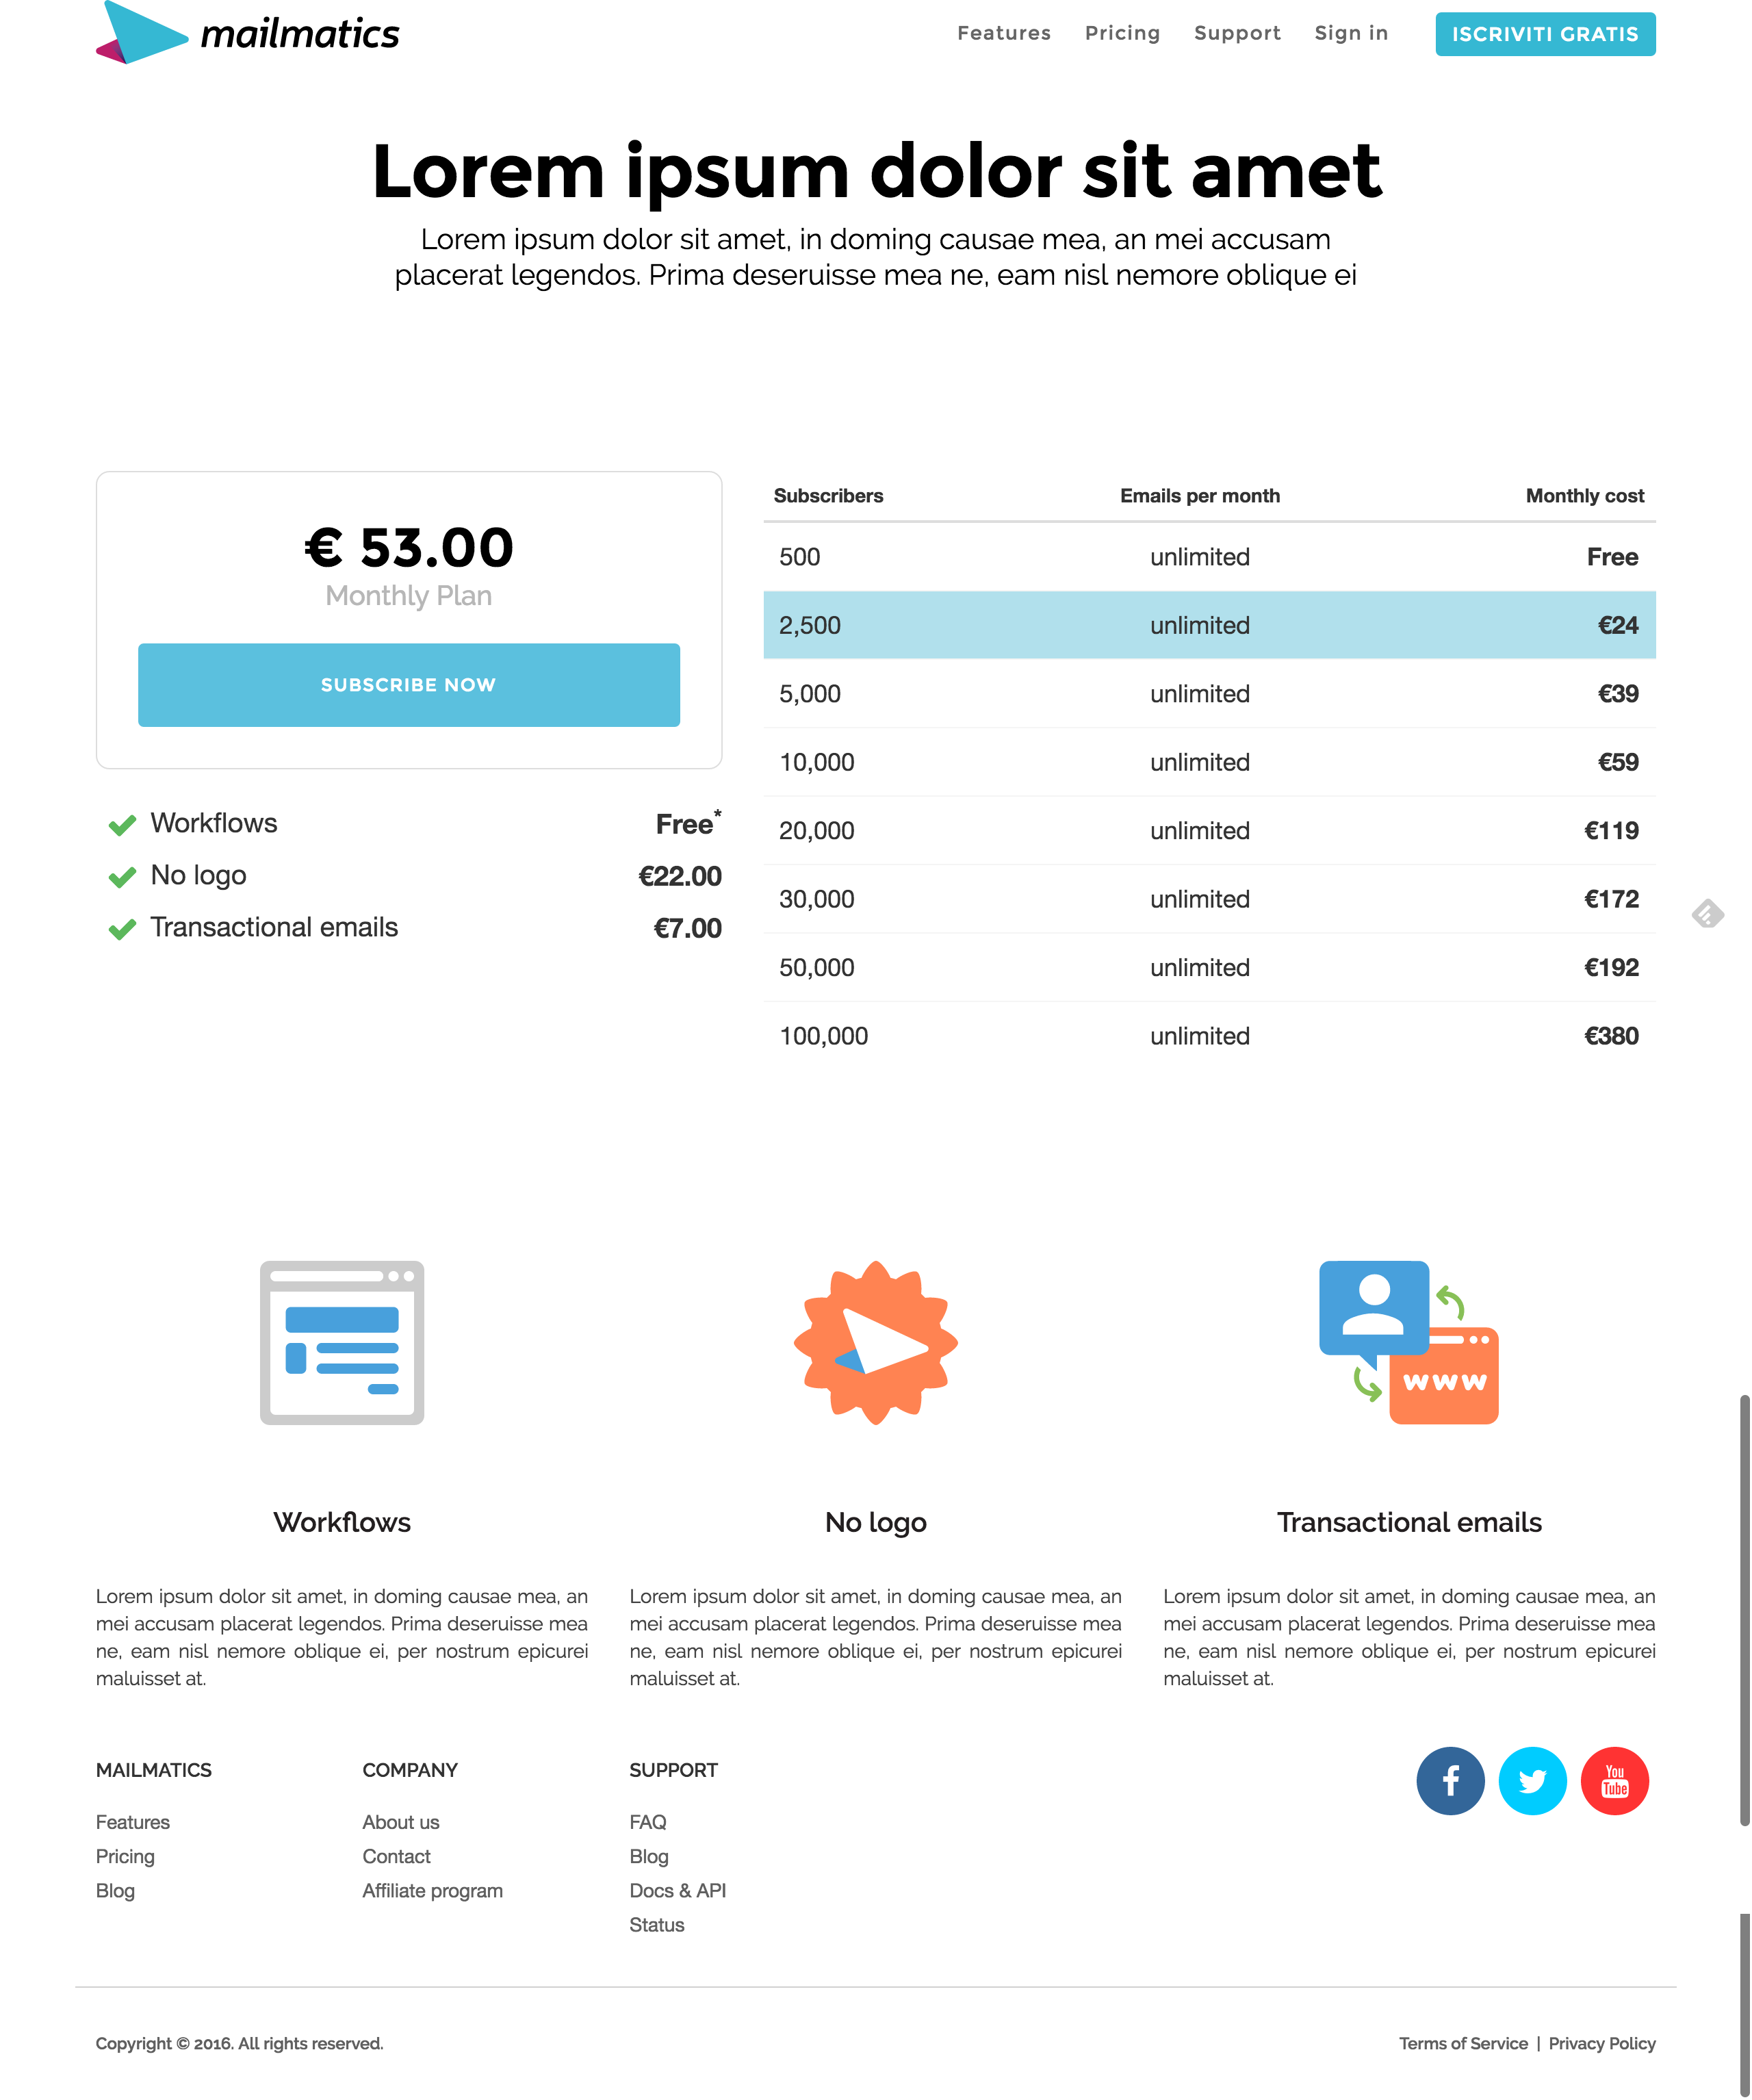 mailmatics
Features Pricing Support Sign in ISCRIVITI GRATIS
Lorem ipsum dolor sit amet
Lorem ipsum dolor sit amet, in doming causae mea, an mei accusam
placerat legendos. Prima deseruisse mea ne, eam nisl nemore oblique ei
€ 53.00
Monthly Plan
SUBSCRIBE NOW
Workflows Free*
No logo €22.00
Transactional emails €7.00
Subscribers Emails per month Monthly cost
500 unlimited Free
2,500 unlimited €24
5,000 unlimited €39
10,000 unlimited €59
20,000 unlimited €119
30,000 unlimited €172
50,000 unlimited €192
100,000 unlimited €380
www
Workflows
Lorem ipsum dolor sit amet, in doming causae mea, an
mei accusam placerat legendos. Prima deseruisse mea
ne, eam nisl nemore oblique ei, per nostrum epicurei
maluisset at.
No logo
Lorem ipsum dolor sit amet, in doming causae mea, an
mei accusam placerat legendos. Prima deseruisse mea
ne, eam nisl nemore oblique ei, per nostrum epicurei
maluisset at.
Transactional emails
Lorem ipsum dolor sit amet, in doming causae mea, an
mei accusam placerat legendos. Prima deseruisse mea
ne, eam nisl nemore oblique ei, per nostrum epicurei
maluisset at.
MAILMATICS
Features
Pricing
Blog
COMPANY
About us
Contact
Affiliate program
SUPPORT
FAQ
Blog
Docs & API
Status
f
You
Tube
Copyright © 2016. All rights reserved.
Terms of Service | Privacy Policy